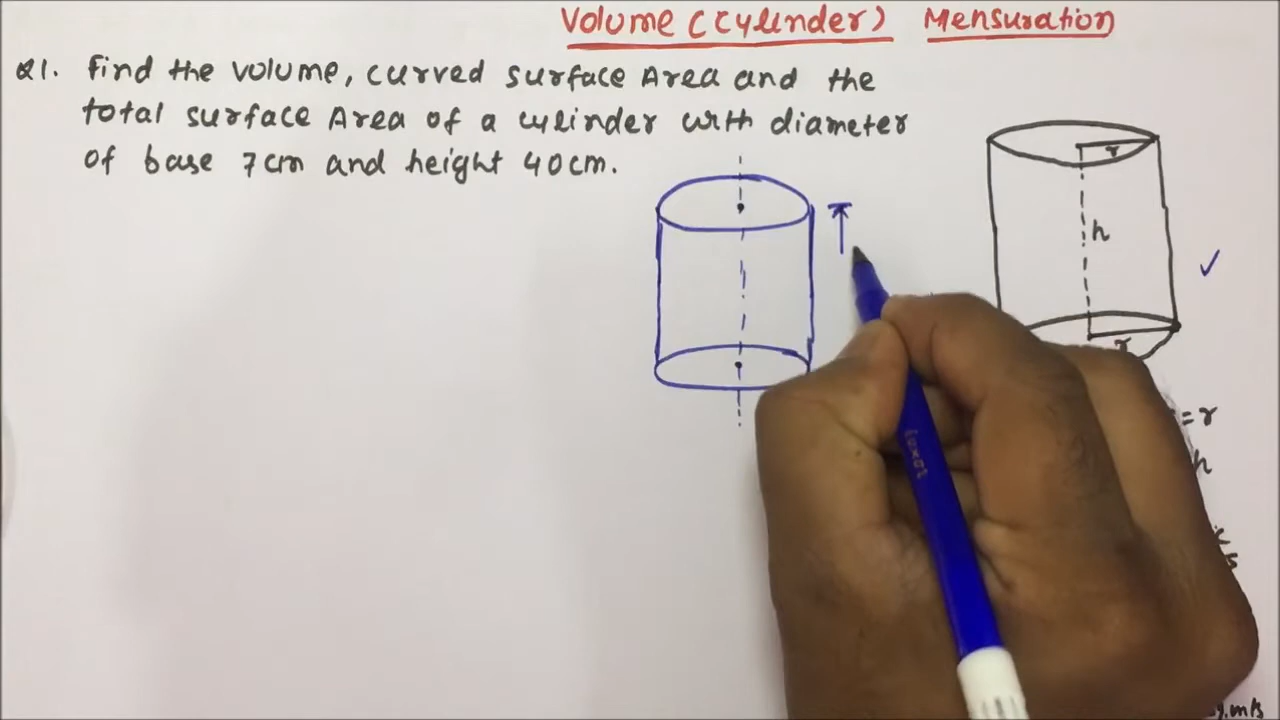 Volume (Cylinder) Mensuration
Q1. Find the volume, curved surface Area and the
total surface Area of a cylinder with diameter
of base 7cm and height 40cm.
r
h
r
= r
h
luxor